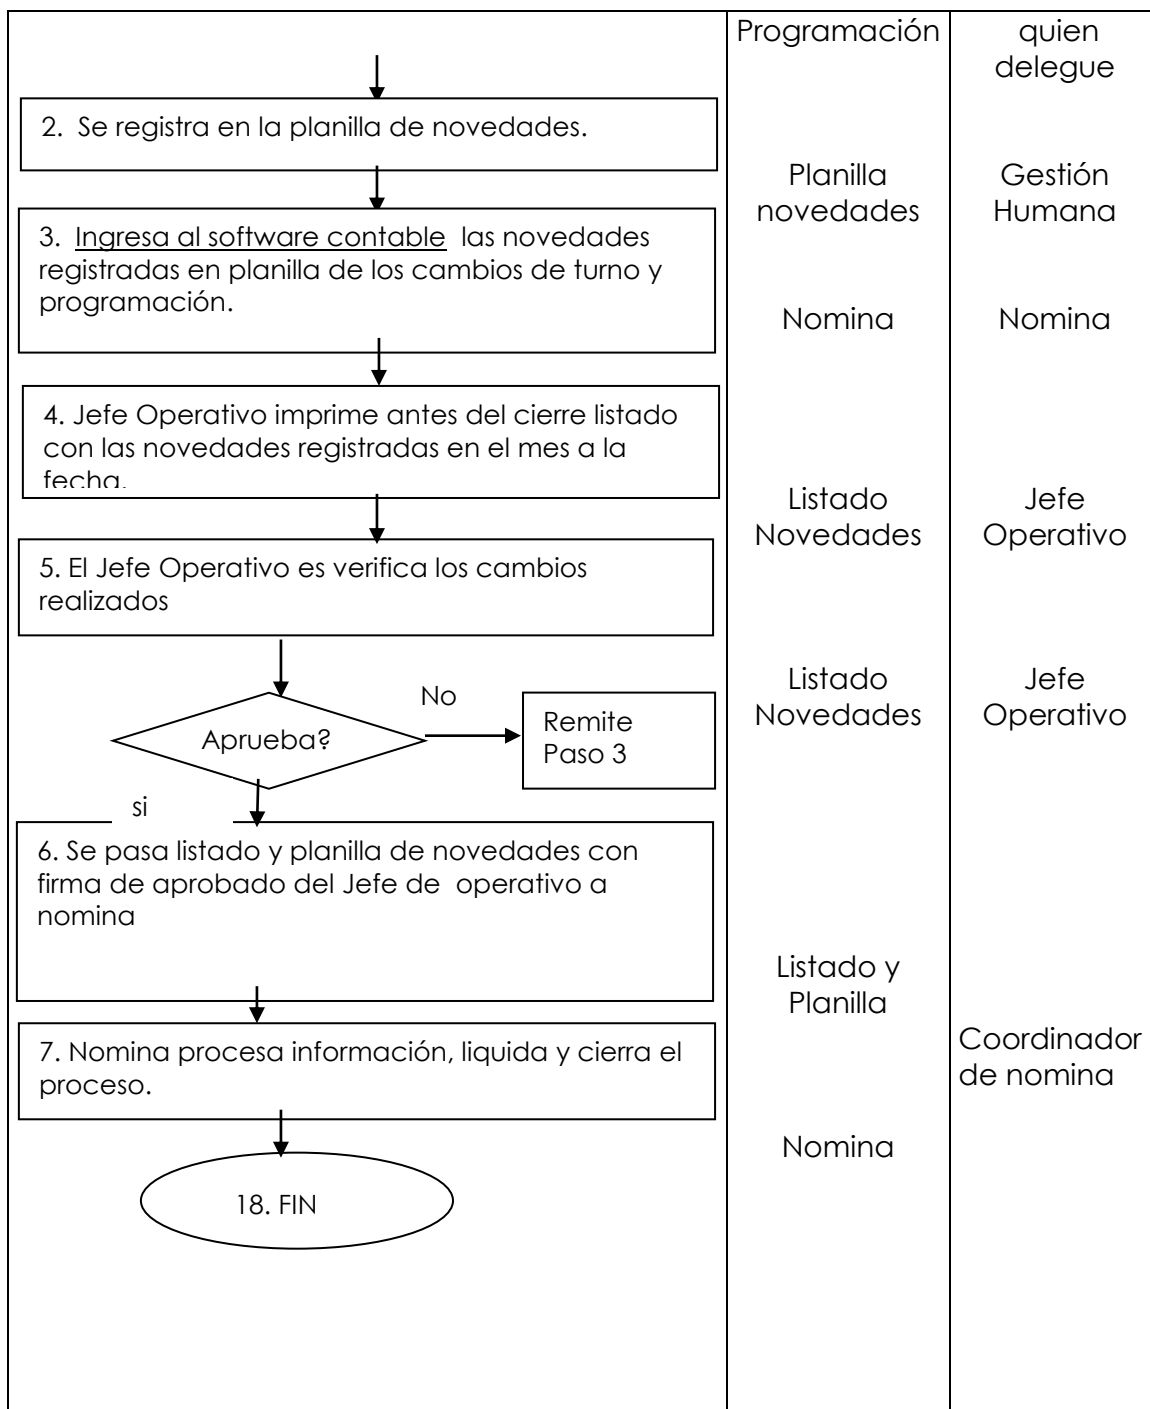 Programación
quien
delegue
2. Se registra en la planilla de novedades.
Planilla
novedades
Gestión
Humana
3. Ingresa al software contable las novedades
registradas en planilla de los cambios de turno y
programación.
Nomina
Nomina
4. Jefe Operativo imprime antes del cierre listado
con las novedades registradas en el mes a la
fecha.
Listado
Novedades
Jefe
Operativo
5. El Jefe Operativo es verifica los cambios
realizados
Listado
Novedades
Jefe
Operativo
No
Aprueba?
Remite
Paso 3
si
6. Se pasa listado y planilla de novedades con
firma de aprobado del Jefe de operativo a
nomina
Listado y
Planilla
7. Nomina procesa información, liquida y cierra el
proceso.
Coordinador
de nomina
Nomina
18. FIN